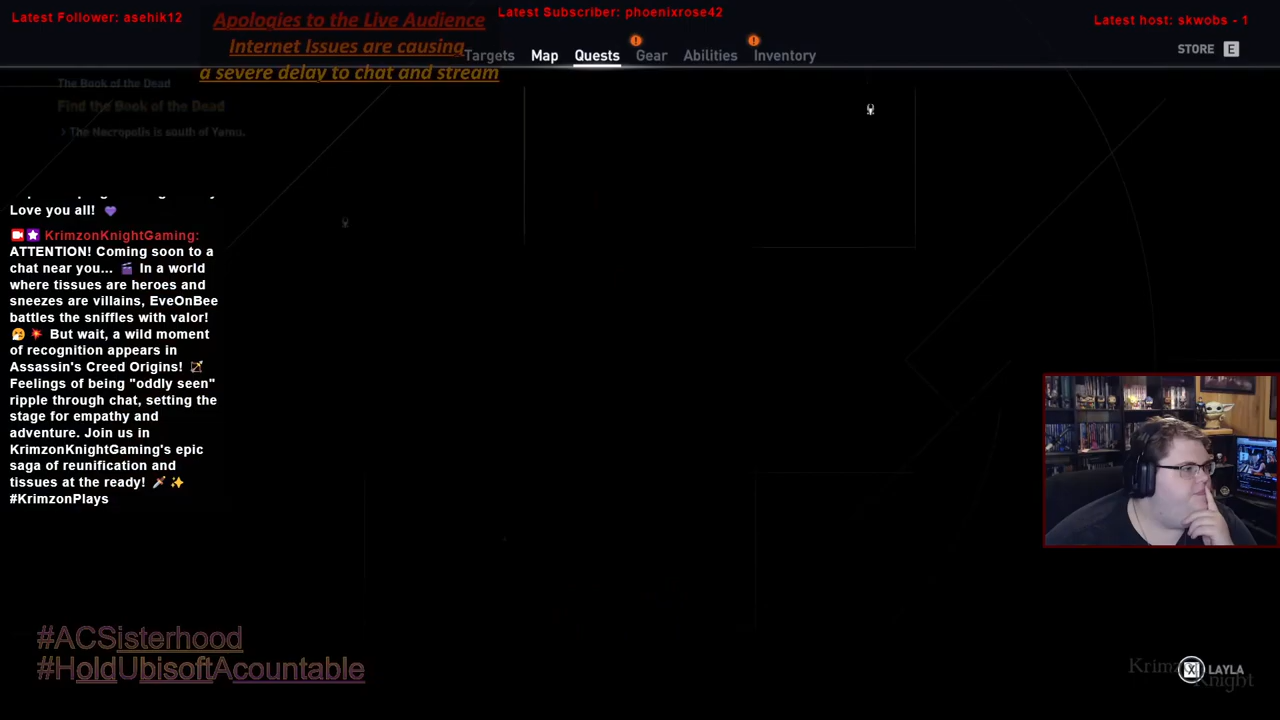 Latest Follower: asehik12
Latest Subscriber: phoenixrose42
Latest host: skwobs - 1
Apologies to the Live Audience
Internet Issues are causing
a severe delay to chat and stream
Targets
Map
Quests
Gear
Abilities
Inventory
STORE E
The Book of the Dead
Find the Book of the Dead
> The Necropolis is south of Yamu.
Love you all! 💜
KrimzonKnightGaming:
ATTENTION! Coming soon to a
chat near you... 🎬 In a world
where tissues are heroes and
sneezes are villains, EveOnBee
battles the sniffles with valor!
🤧 💥 But wait, a wild moment
of recognition appears in
Assassin's Creed Origins! 🏹
Feelings of being "oddly seen"
ripple through chat, setting the
stage for empathy and
adventure. Join us in
KrimzonKnightGaming's epic
saga of reunification and
tissues at the ready! 🗡️ ✨
#KrimzonPlays
#ACSisterhood
#HoldUbisoftAcountable
X LAYLA
Krimz
Knight